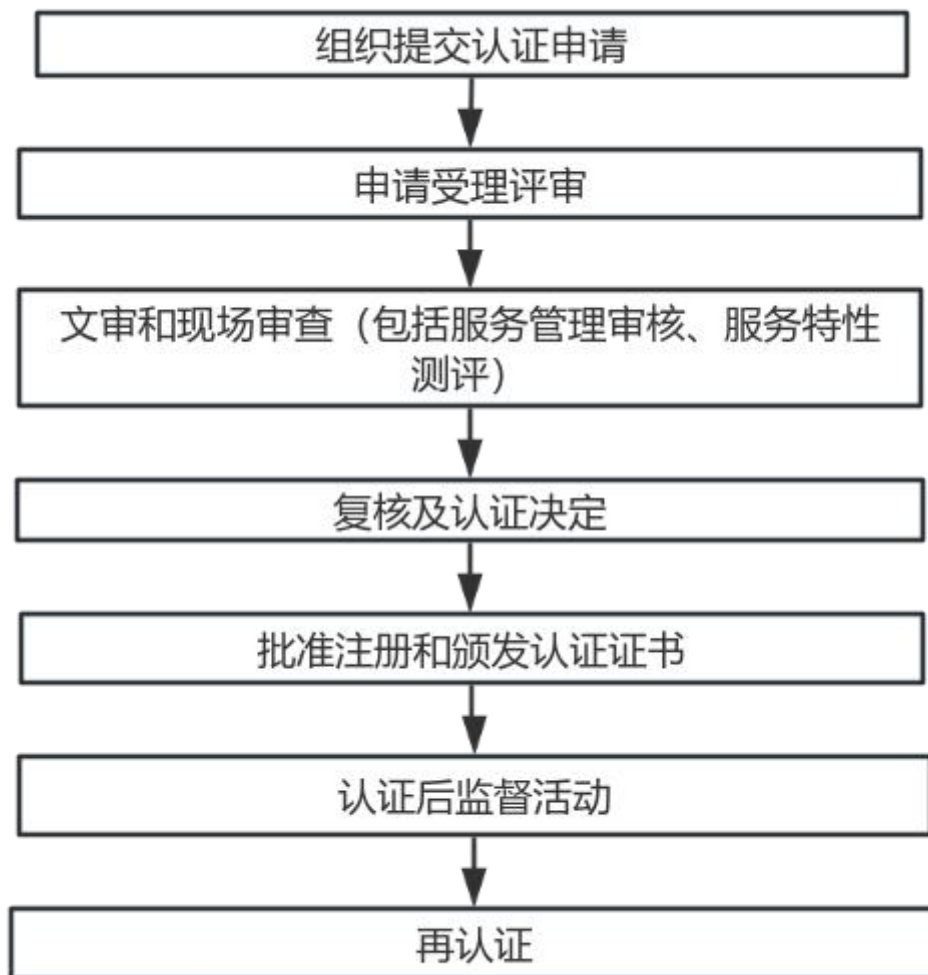 组织提交认证申请
申请受理评审
文审和现场审查（包括服务管理审核、服务特性
测评）
复核及认证决定
批准注册和颁发认证证书
认证后监督活动
再认证